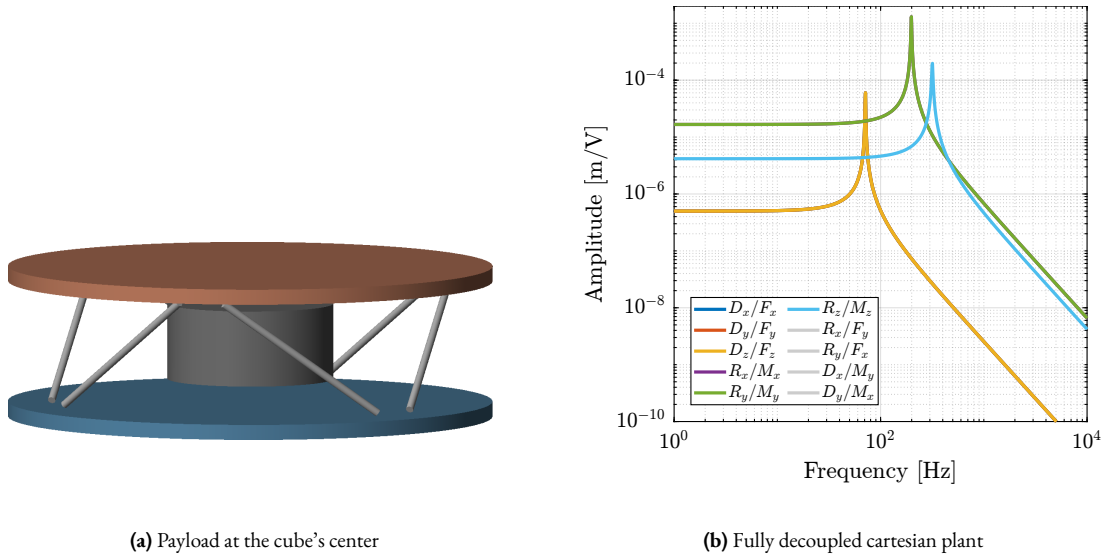 10^{-4}
10^{-6}
10^{-8}
10^{-10}
Amplitude [m/V]
D_x/F_x
D_y/F_y
D_z/F_z
R_x/M_x
R_y/M_y
R_z/M_z
R_x/F_y
R_y/F_x
D_x/M_y
D_y/M_x
10^0 10^2 10^4
Frequency [Hz]
(a) Payload at the cube's center
(b) Fully decoupled cartesian plant